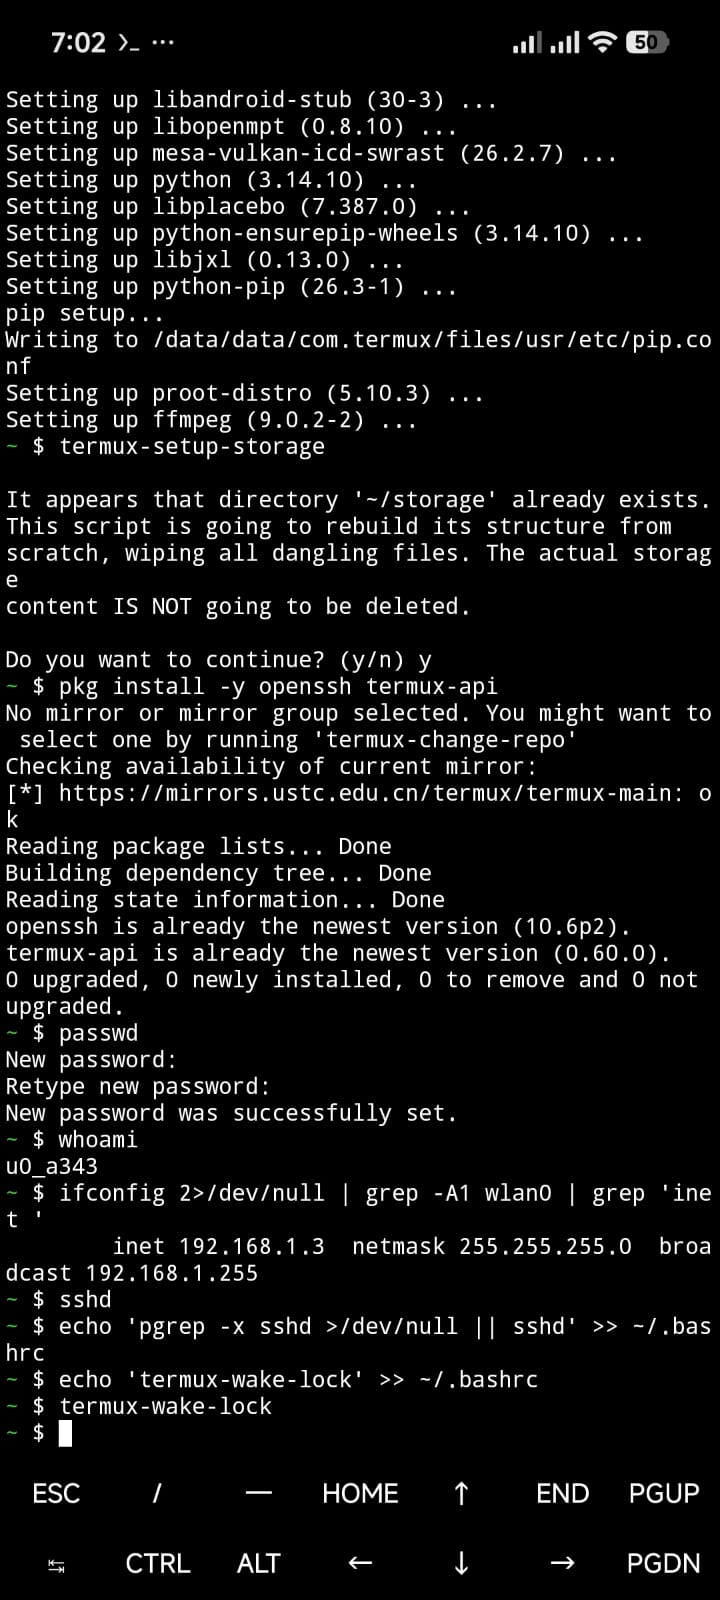 7:02 >_ ... 50
Setting up libandroid-stub (30-3) ...
Setting up libopenmpt (0.8.10) ...
Setting up mesa-vulkan-icd-swrast (26.2.7) ...
Setting up python (3.14.10) ...
Setting up libplacebo (7.387.0) ...
Setting up python-ensurepip-wheels (3.14.10) ...
Setting up libjxl (0.13.0) ...
Setting up python-pip (26.3-1) ...
pip setup...
Writing to /data/data/com.termux/files/usr/etc/pip.co
nf
Setting up proot-distro (5.10.3) ...
Setting up ffmpeg (9.0.2-2) ...
~ $ termux-setup-storage
It appears that directory '~/storage' already exists.
This script is going to rebuild its structure from
scratch, wiping all dangling files. The actual storag
e
content IS NOT going to be deleted.
Do you want to continue? (y/n) y
~ $ pkg install -y openssh termux-api
No mirror or mirror group selected. You might want to
 select one by running 'termux-change-repo'
Checking availability of current mirror:
[*] https://mirrors.ustc.edu.cn/termux/termux-main: o
k
Reading package lists... Done
Building dependency tree... Done
Reading state information... Done
openssh is already the newest version (10.6p2).
termux-api is already the newest version (0.60.0).
0 upgraded, 0 newly installed, 0 to remove and 0 not
upgraded.
~ $ passwd
New password:
Retype new password:
New password was successfully set.
~ $ whoami
u0_a343
~ $ ifconfig 2>/dev/null | grep -A1 wlan0 | grep 'ine
t '
        inet 192.168.1.3  netmask 255.255.255.0  broa
dcast 192.168.1.255
~ $ sshd
~ $ echo 'pgrep -x sshd >/dev/null || sshd' >> ~/.bas
hrc
~ $ echo 'termux-wake-lock' >> ~/.bashrc
~ $ termux-wake-lock
~ $
ESC / — HOME ↑ END PGUP
↹ CTRL ALT ← ↓ → PGDN